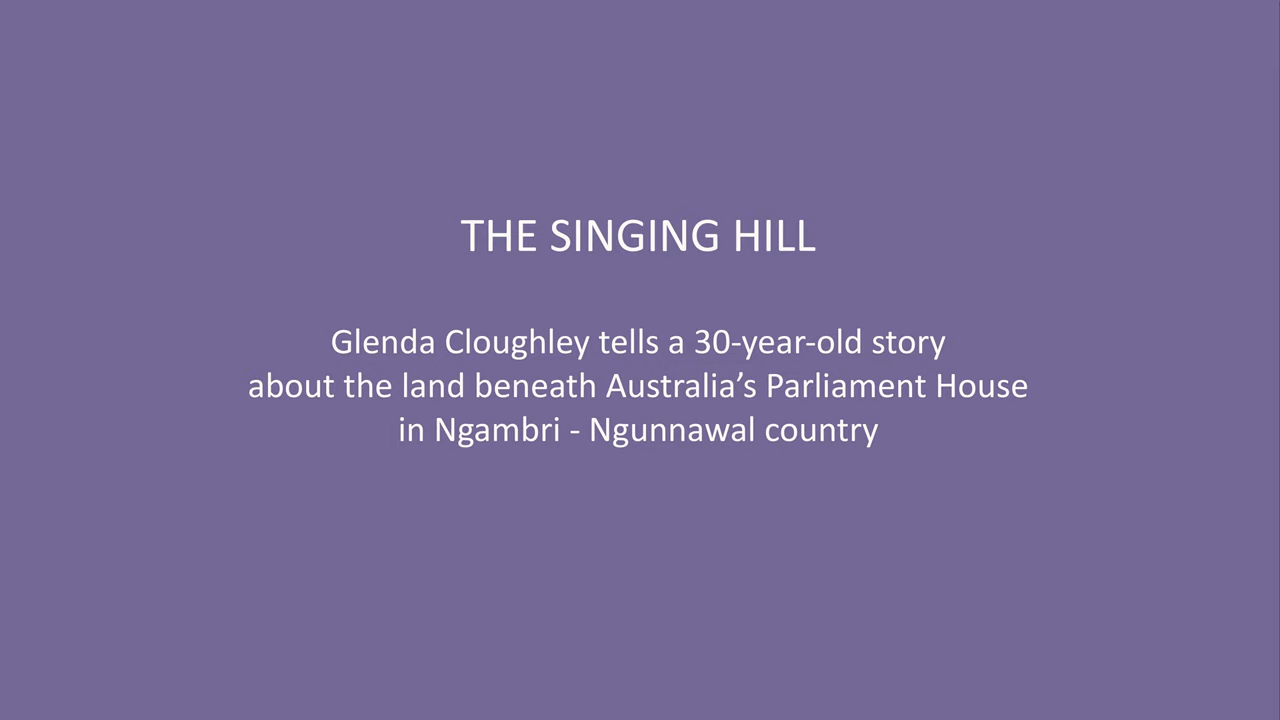 THE SINGING HILL
Glenda Cloughley tells a 30-year-old story
about the land beneath Australia’s Parliament House
in Ngambri - Ngunnawal country